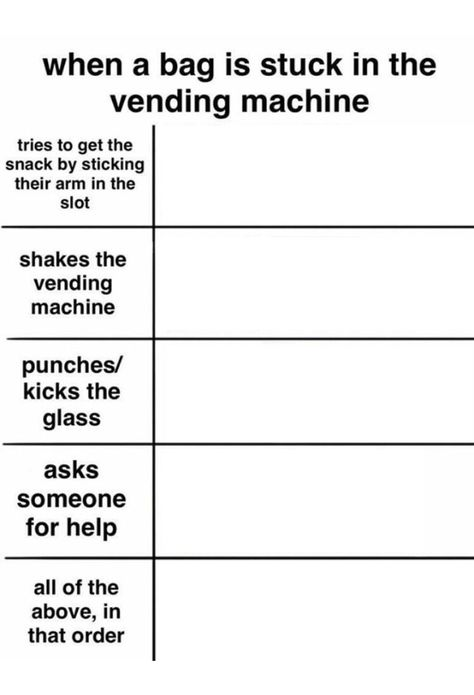 when a bag is stuck in the
vending machine
tries to get the
snack by sticking
their arm in the
slot
shakes the
vending
machine
punches/
kicks the
glass
asks
someone
for help
all of the
above, in
that order